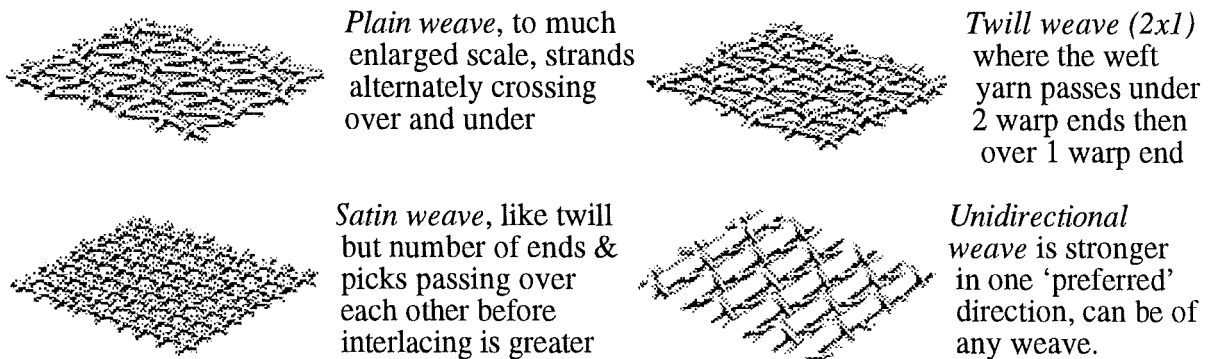 Plain weave, to much
enlarged scale, strands
alternately crossing
over and under
Twill weave (2x1)
where the weft
yarn passes under
2 warp ends then
over 1 warp end
Satin weave, like twill
but number of ends &
picks passing over
each other before
interlacing is greater
Unidirectional
weave is stronger
in one ‘preferred’
direction, can be of
any weave.